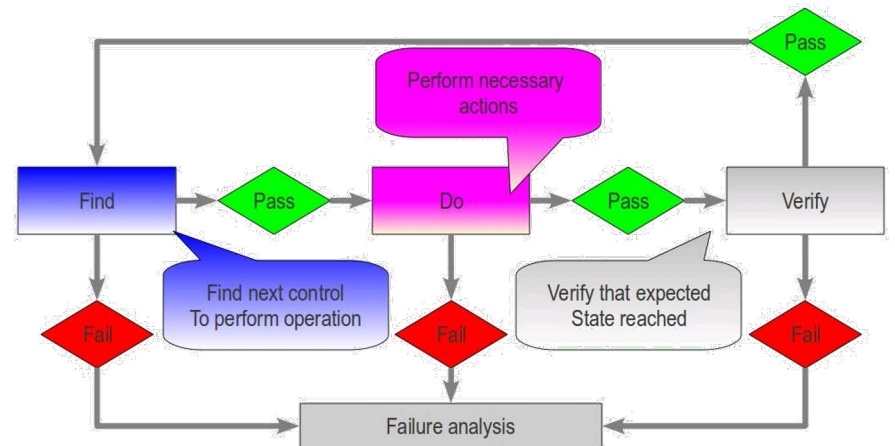 Pass
Perform necessary
actions
Find
Pass
Do
Pass
Verify
Find next control
To perform operation
Verify that expected
State reached
Fail
Fail
Fail
Failure analysis